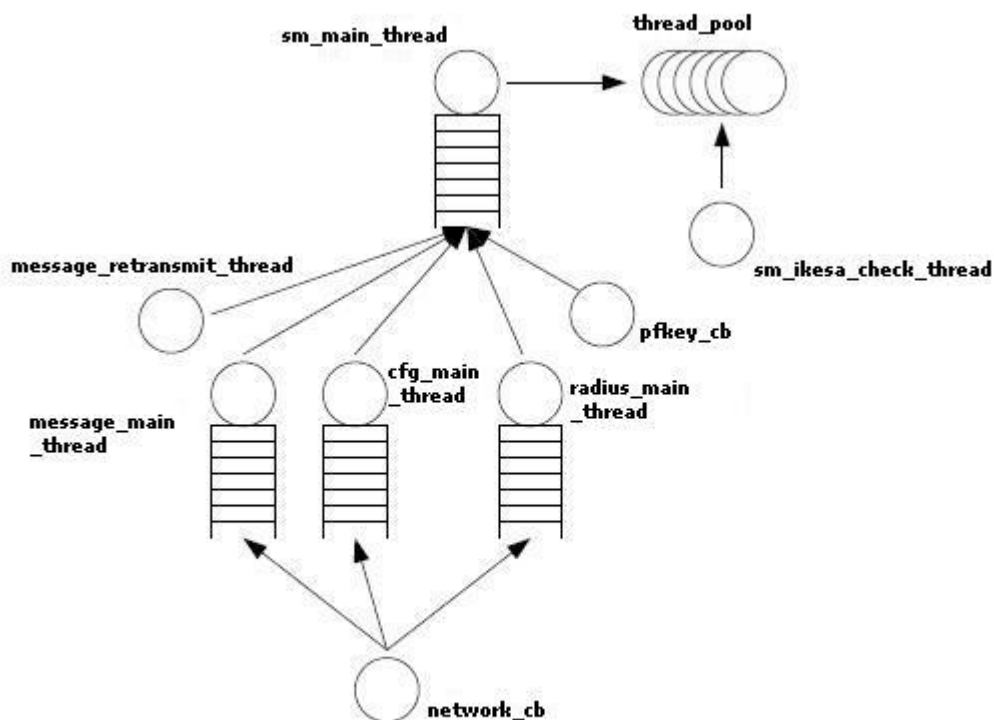 thread_pool
sm_main_thread
message_retransmit_thread
sm_ikesa_check_thread
pfkey_cb
cfg_main
_thread
radius_main
_thread
message_main
_thread
network_cb